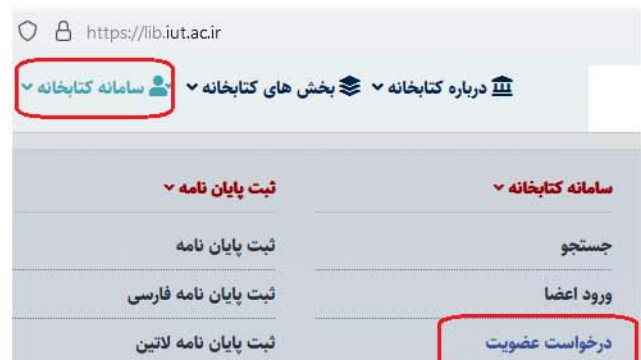 https://lib.iut.ac.ir
درباره کتابخانه بخش های کتابخانه سامانه کتابخانه
سامانه کتابخانه ثبت پایان نامه
جستجو ثبت پایان نامه
ورود اعضا ثبت پایان نامه فارسی
درخواست عضویت ثبت پایان نامه لاتین